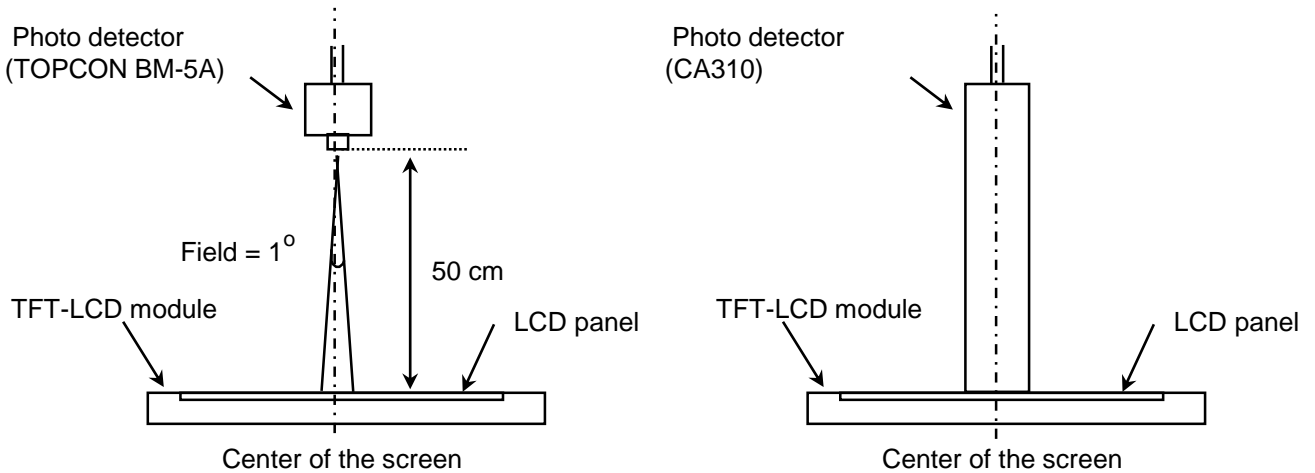 Photo detector
(TOPCON BM-5A)
Field = 1o
50 cm
TFT-LCD module
LCD panel
Center of the screen
Photo detector
(CA310)
TFT-LCD module
LCD panel
Center of the screen